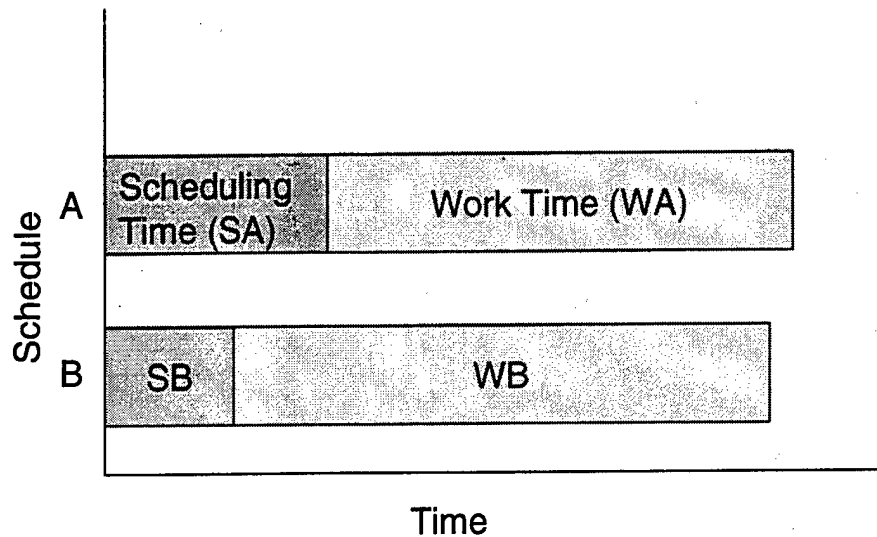 Schedule
A
Scheduling
Time (SA)
Work Time (WA)
B
SB
WB
Time